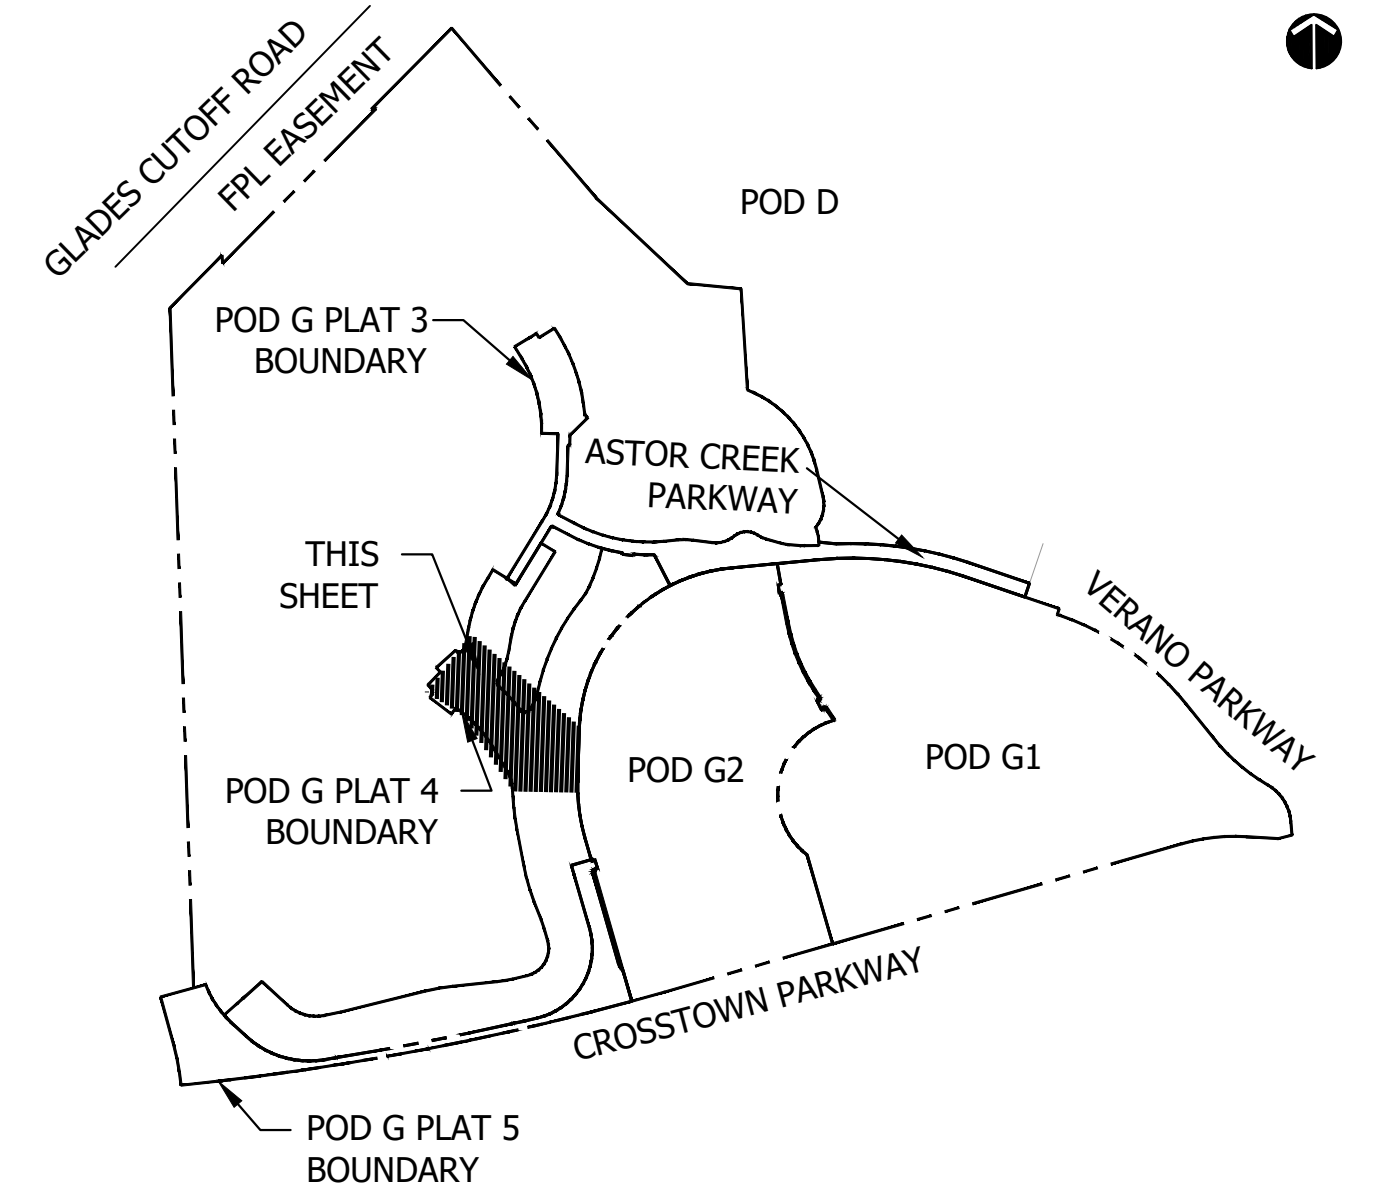 GLADES CUTOFF ROAD
FPL EASEMENT
POD D
POD G PLAT 3
BOUNDARY
ASTOR CREEK
PARKWAY
THIS
SHEET
VERANO PARKWAY
POD G2
POD G1
POD G PLAT 4
BOUNDARY
CROSSTOWN PARKWAY
POD G PLAT 5
BOUNDARY